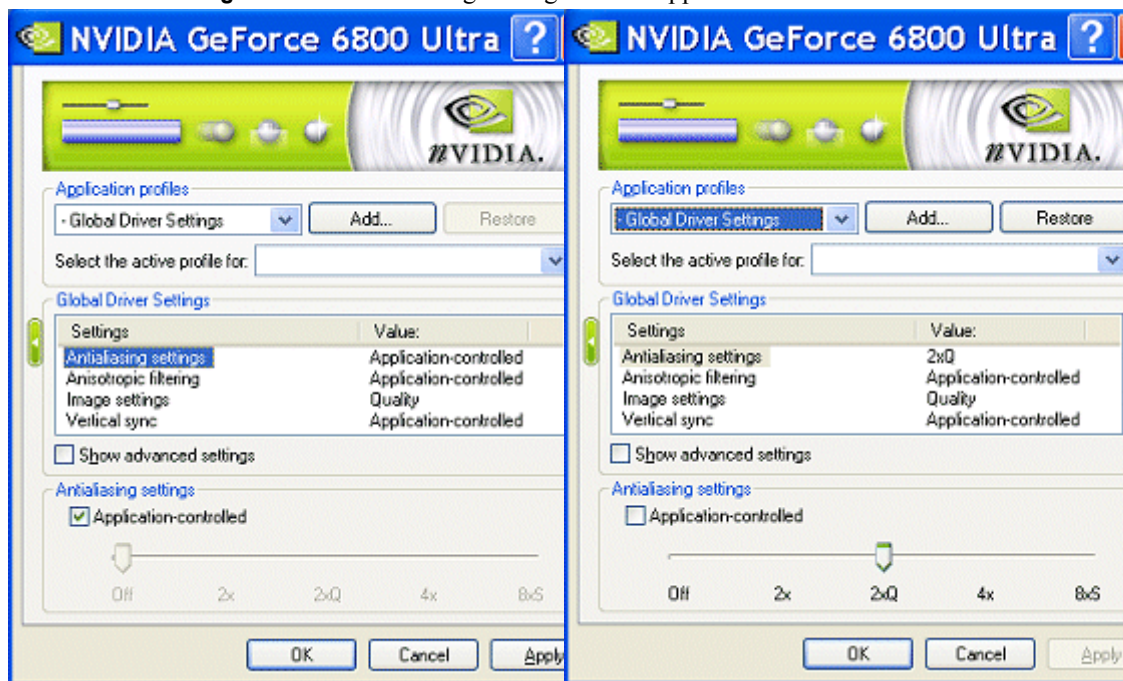 NVIDIA GeForce 6800 Ultra ?
nVIDIA.
Application profiles
- Global Driver Settings
Add...
Restore
Select the active profile for:
Global Driver Settings
Settings Value:
Antialiasing settings Application-controlled
Anisotropic filtering Application-controlled
Image settings Quality
Vertical sync Application-controlled
Show advanced settings
Antialiasing settings
Application-controlled
Off 2x 2xQ 4x 8xS
OK Cancel Apply
NVIDIA GeForce 6800 Ultra ?
nVIDIA.
Application profiles
- Global Driver Settings
Add...
Restore
Select the active profile for:
Global Driver Settings
Settings Value:
Antialiasing settings 2xQ
Anisotropic filtering Application-controlled
Image settings Quality
Vertical sync Application-controlled
Show advanced settings
Antialiasing settings
Application-controlled
Off 2x 2xQ 4x 8xS
OK Cancel Apply